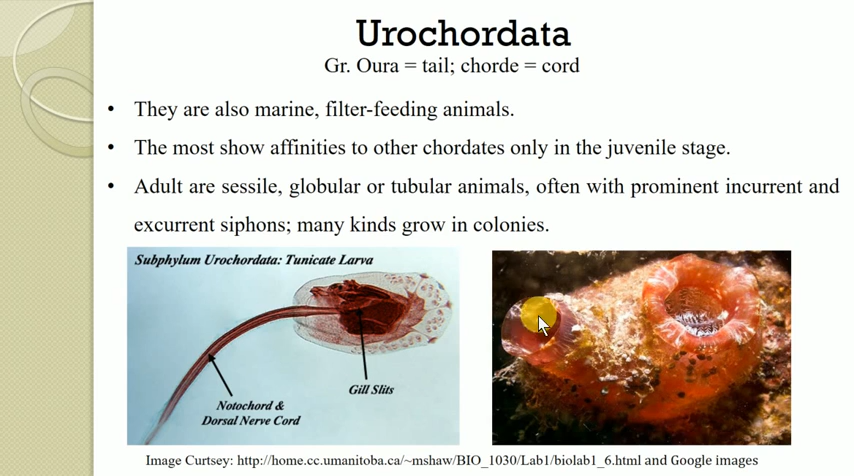 Urochordata
Gr. Oura = tail; chorde = cord
• They are also marine, filter-feeding animals.
• The most show affinities to other chordates only in the juvenile stage.
• Adult are sessile, globular or tubular animals, often with prominent incurrent and
excurrent siphons; many kinds grow in colonies.
Subphylum Urochordata: Tunicate Larva
Gill Slits
Notochord &
Dorsal Nerve Cord
Image Curtsey: http://home.cc.umanitoba.ca/~mshaw/BIO_1030/Lab1/biolab1_6.html and Google images